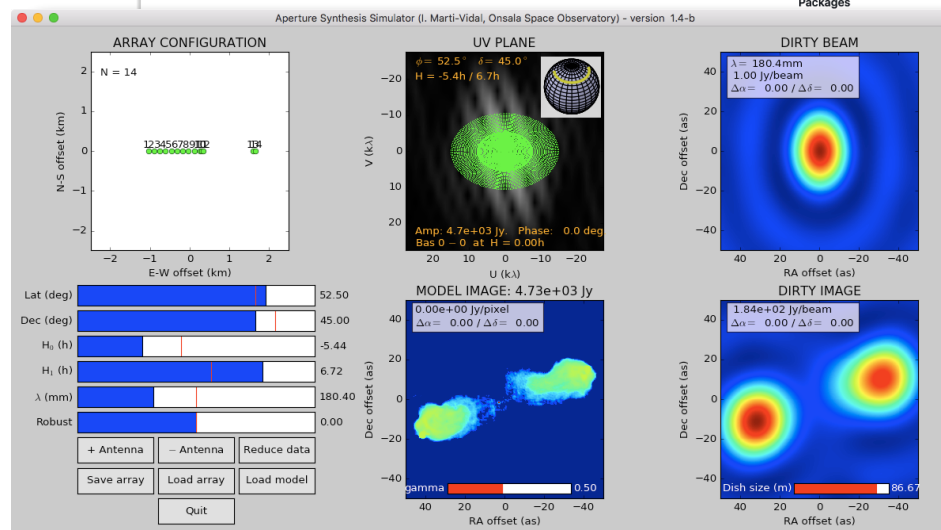 Packages
Aperture Synthesis Simulator (I. Marti-Vidal, Onsala Space Observatory) - version 1.4-b
ARRAY CONFIGURATION
N = 14
N-S offset (km)
2
1
0
−1
−2
−2
−1
0
1
2
E-W offset (km)
UV PLANE
ϕ = 52.5° δ = 45.0°
H = -5.4h / 6.7h
V (kλ)
−20
−10
0
10
20
Amp: 4.7e+03 Jy. Phase: 0.0 deg
Bas 0 − 0 at H = 0.00h
20
10
0
−10
−20
U (kλ)
DIRTY BEAM
λ = 180.4mm
1.00 Jy/beam
Δα = 0.00 / Δδ = 0.00
Dec offset (as)
40
20
0
−20
−40
40
20
0
−20
−40
RA offset (as)
Lat (deg) 52.50
Dec (deg) 45.00
H₀ (h) -5.44
H₁ (h) 6.72
λ (mm) 180.40
Robust 0.00
+ Antenna
− Antenna
Reduce data
Save array
Load array
Load model
Quit
MODEL IMAGE: 4.73e+03 Jy
0.00e+00 Jy/pixel
Δα = 0.00 / Δδ = 0.00
Dec offset (as)
40
20
0
−20
−40
gamma 0.50
40
20
0
−20
−40
RA offset (as)
DIRTY IMAGE
1.84e+02 Jy/beam
Δα = 0.00 / Δδ = 0.00
Dec offset (as)
40
20
0
−20
−40
Dish size (m) 86.67
40
20
0
−20
−40
RA offset (as)